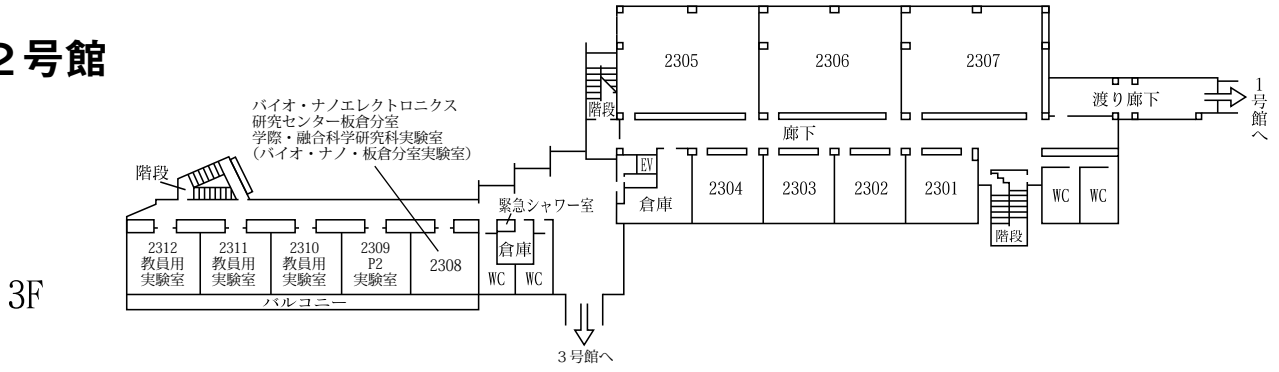 ２号館
3F
2305
2306
2307
階段
廊下
渡り廊下
１号館へ
バイオ・ナノエレクトロニクス
研究センター板倉分室
学際・融合科学研究科実験室
（バイオ・ナノ・板倉分室実験室）
階段
EV
倉庫
2304
2303
2302
2301
階段
WC
WC
緊急シャワー室
倉庫
WC
WC
2312
教員用
実験室
2311
教員用
実験室
2310
教員用
実験室
2309
P2
実験室
2308
バルコニー
３号館へ